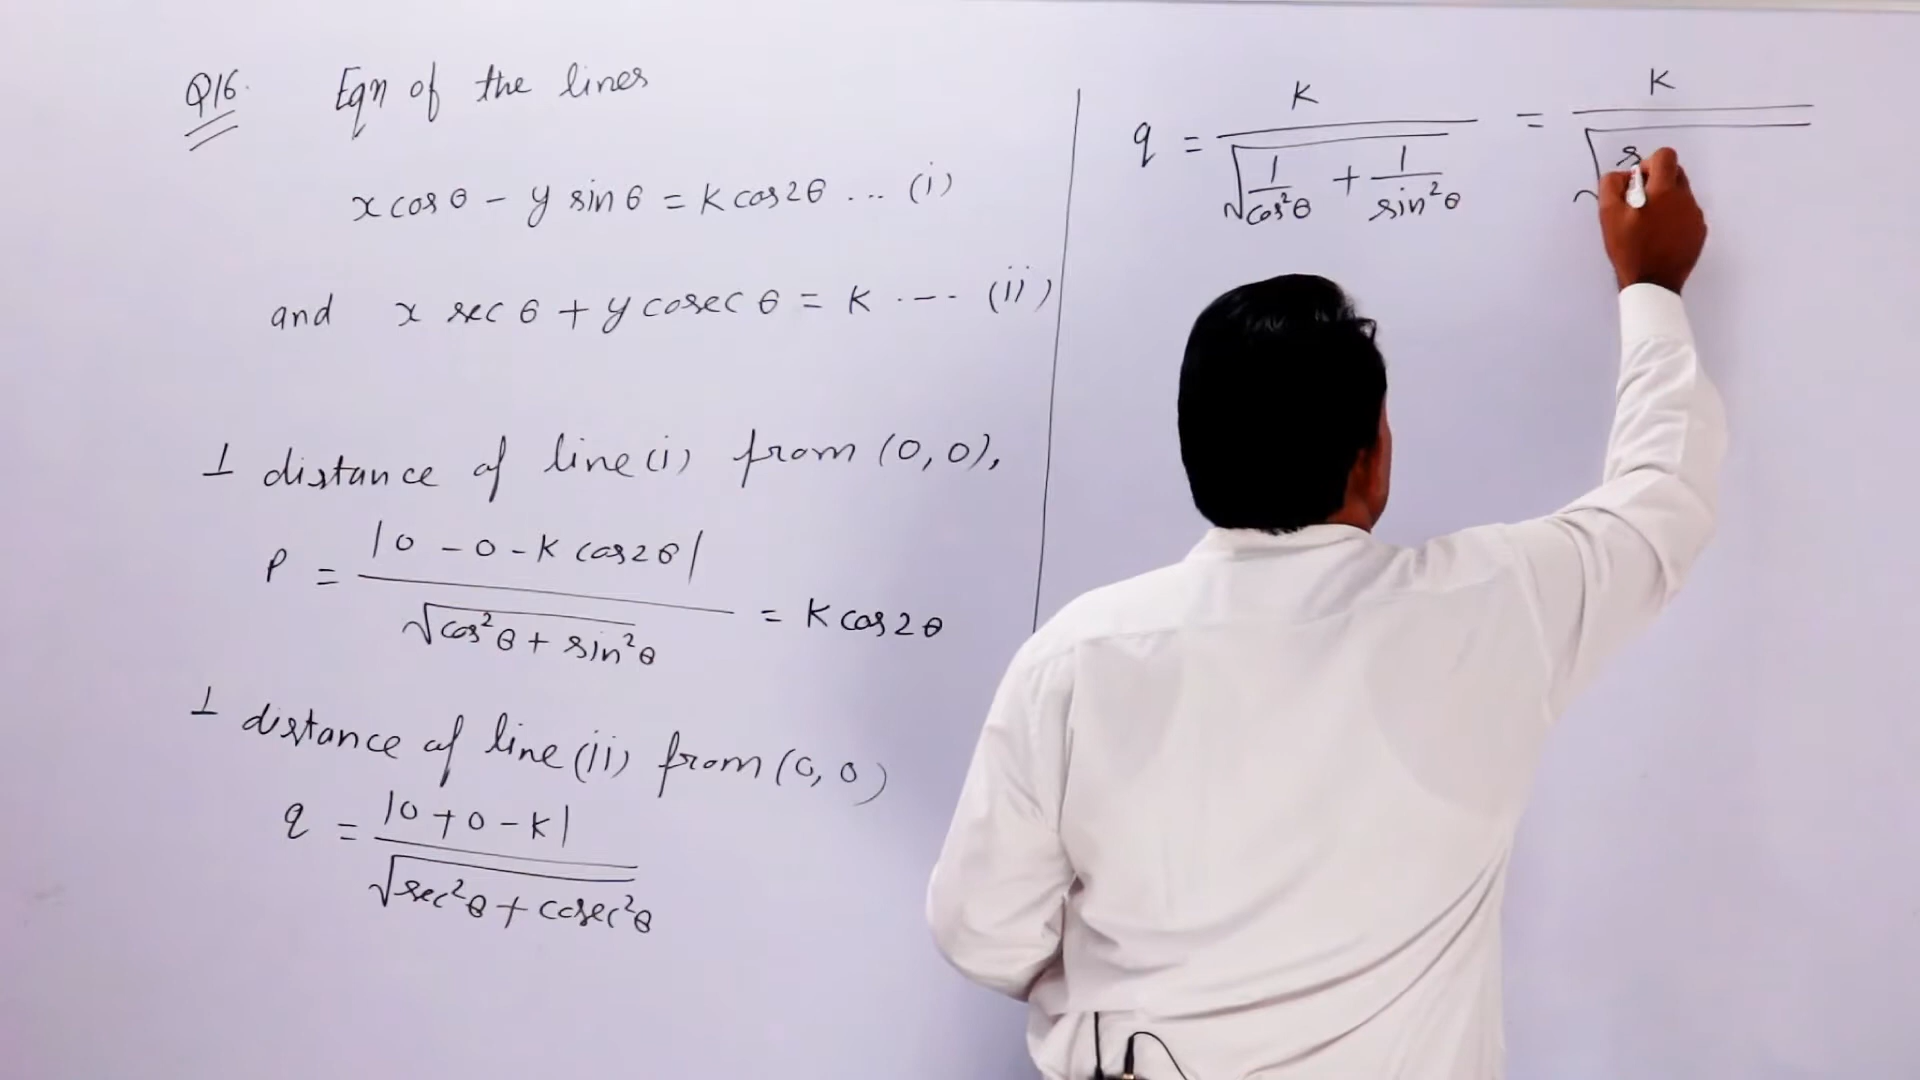 Q16. Eqn of the lines
x cos θ - y sin θ = K cos 2θ ... (i)
and x sec θ + y cosec θ = K ... (ii)
⊥ distance of line (i) from (0,0),
P = |0 - 0 - K cos 2θ| / √cos²θ + sin²θ = K cos 2θ
⊥ distance of line (ii) from (0,0)
q = |0 + 0 - K| / √sec²θ + cosec²θ
q = K / √(1/cos²θ + 1/sin²θ) = K / √s